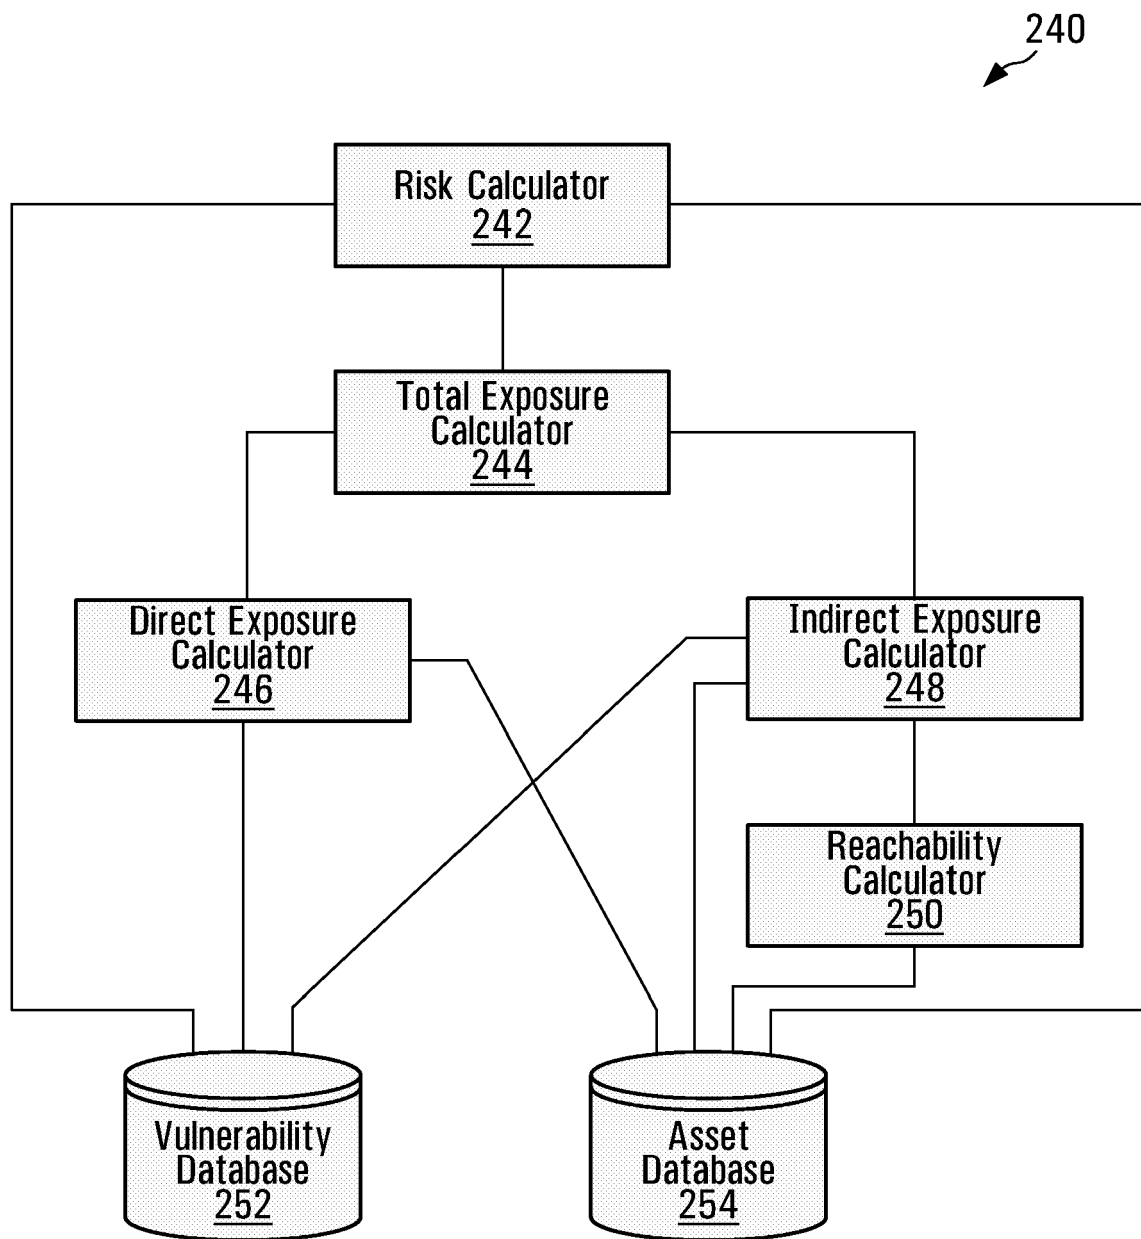 240
Risk Calculator
242
Total Exposure
Calculator
244
Direct Exposure
Calculator
246
Indirect Exposure
Calculator
248
Reachability
Calculator
250
Vulnerability
Database
252
Asset
Database
254